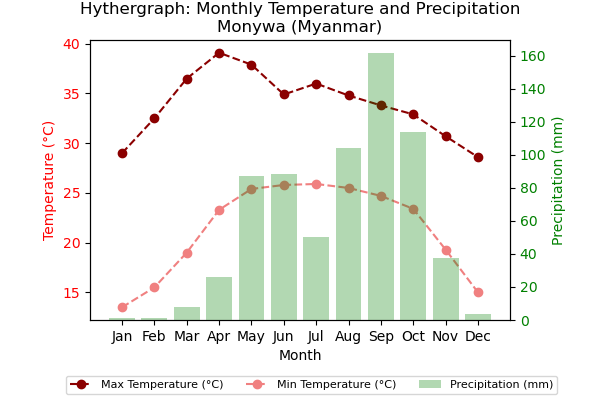 Hythergraph: Monthly Temperature and Precipitation
Monywa (Myanmar)
40
35
30
25
20
15
Temperature (°C)
160
140
120
100
80
60
40
20
0
Precipitation (mm)
Jan Feb Mar Apr May Jun Jul Aug Sep Oct Nov Dec
Month
Max Temperature (°C) Min Temperature (°C) Precipitation (mm)